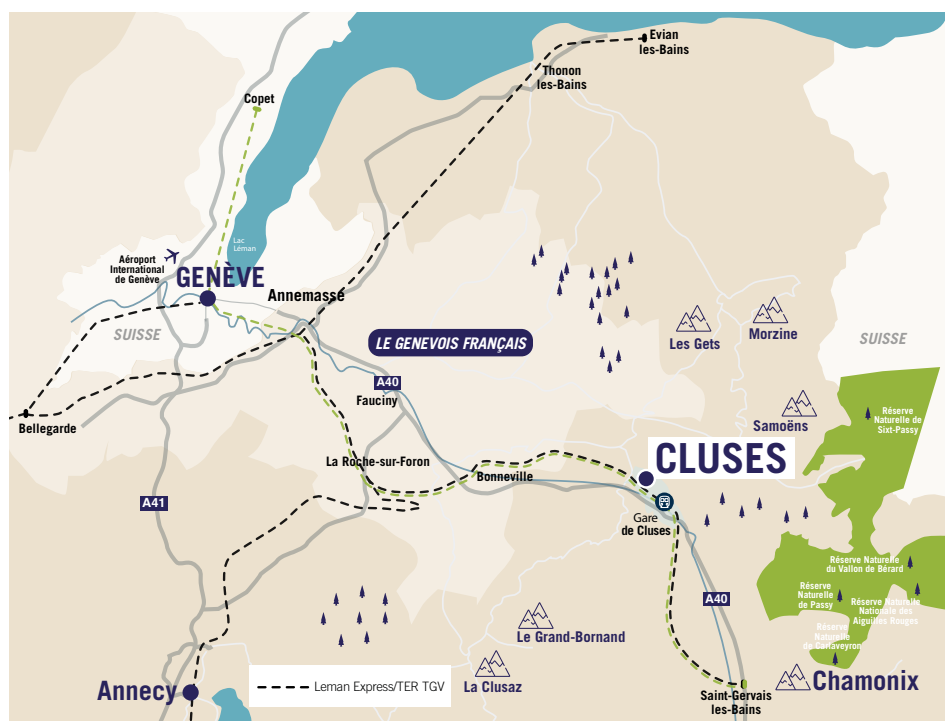 Evian
les-Bains
Thonon
les-Bains
Copet
Lac
Léman
Aéroport
International
de Genève
GENÈVE
Annemasse
SUISSE
LE GENEVOIS FRANÇAIS
Les Gets
Morzine
SUISSE
A40
Fauciny
Bellegarde
Samoëns
Réserve
Naturelle de
Sixt-Passy
La Roche-sur-Foron
Bonneville
CLUSES
A41
Gare
de Cluses
Réserve Naturelle
du Vallon de Bérard
Réserve
Naturelle
de Passy
Réserve Naturelle
Nationale des
Aiguilles Rouges
A40
Réserve
Naturelle
de Carlaveyron
Le Grand-Bornand
La Clusaz
Annecy
Leman Express/TER TGV
Saint-Gervais
les-Bains
Chamonix